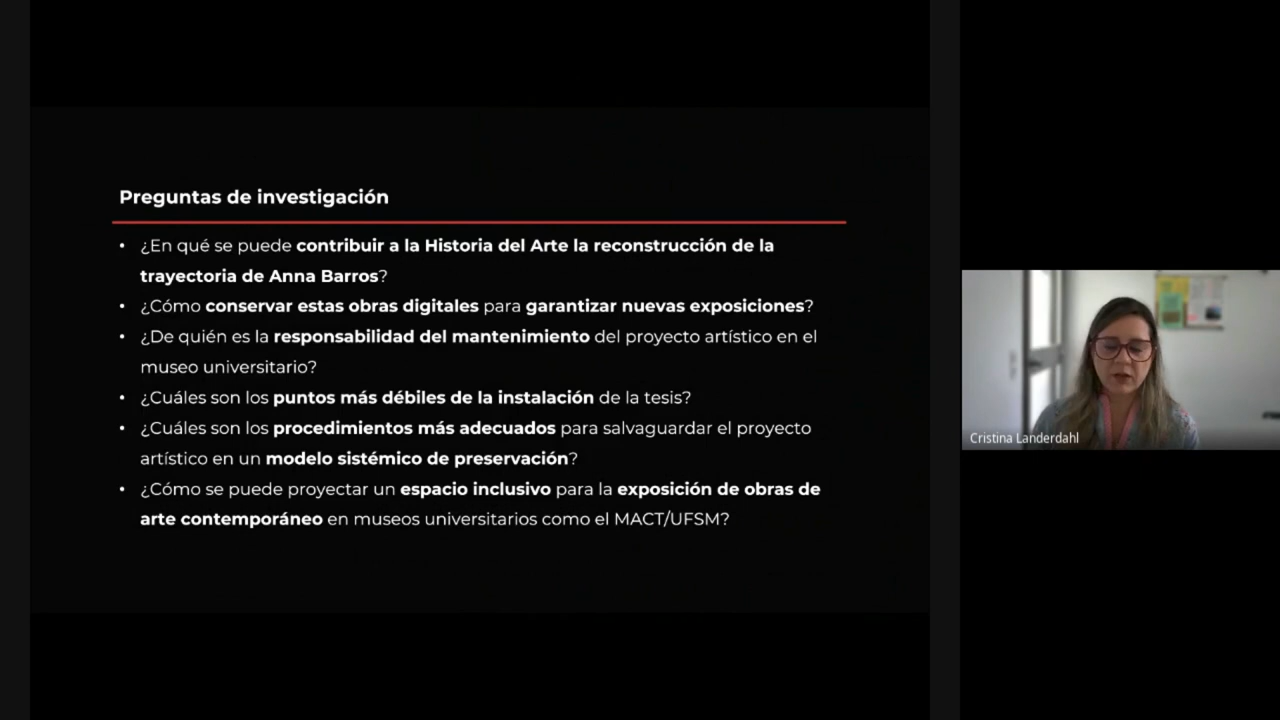 Preguntas de investigación
• ¿En qué se puede contribuir a la Historia del Arte la reconstrucción de la
trayectoria de Anna Barros?
• ¿Cómo conservar estas obras digitales para garantizar nuevas exposiciones?
• ¿De quién es la responsabilidad del mantenimiento del proyecto artístico en el
museo universitario?
• ¿Cuáles son los puntos más débiles de la instalación de la tesis?
• ¿Cuáles son los procedimientos más adecuados para salvaguardar el proyecto
artístico en un modelo sistémico de preservación?
• ¿Cómo se puede proyectar un espacio inclusivo para la exposición de obras de
arte contemporáneo en museos universitarios como el MACT/UFSM?
Cristina Landerdahl